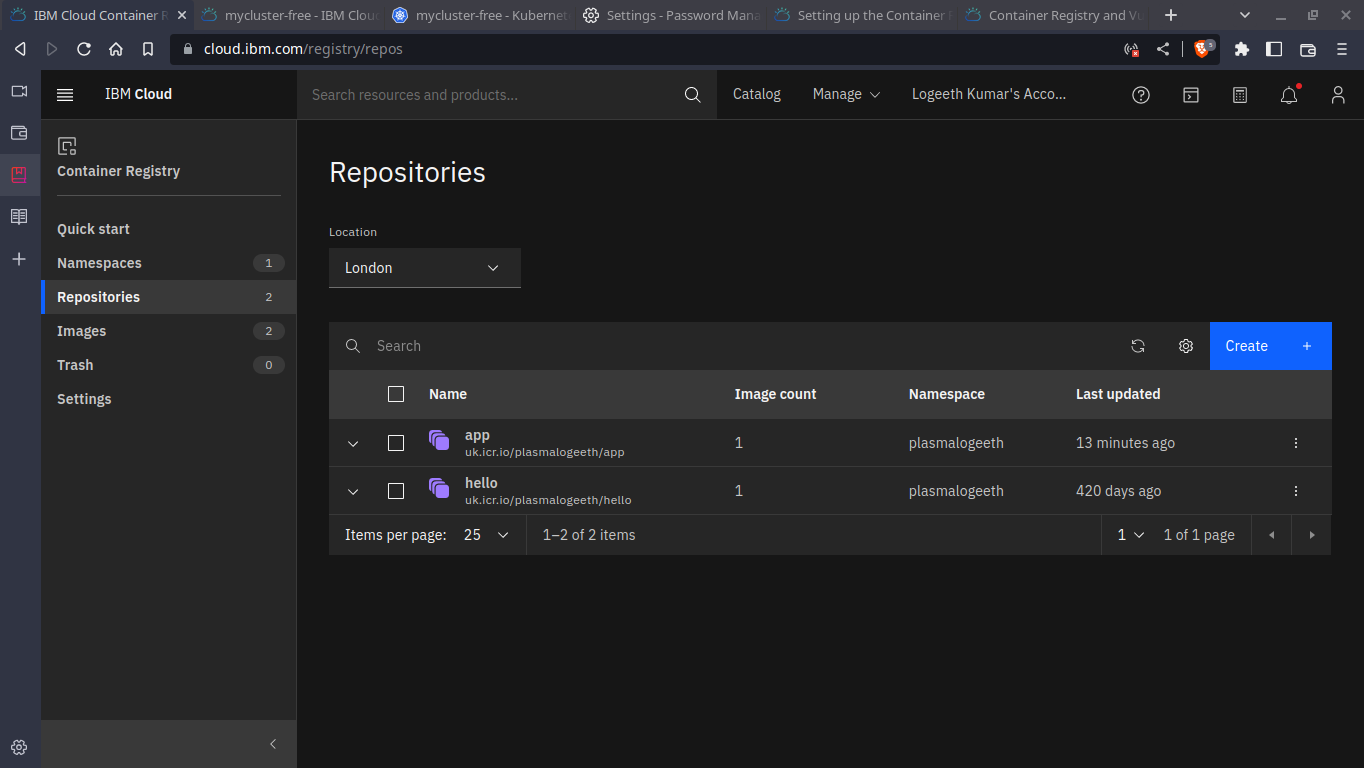 IBM Cloud Container R
mycluster-free - IBM Clou
mycluster-free - Kubernet
Settings - Password Mana
Setting up the Container
Container Registry and Vu
cloud.ibm.com/registry/repos
5
IBM Cloud
Search resources and products...
Catalog
Manage
Logeeth Kumar's Acco...
Container Registry
Quick start
Namespaces 1
Repositories 2
Images 2
Trash 0
Settings
Repositories
Location
London
Search
Create +
Name Image count Namespace Last updated
app 1 plasmalogeeth 13 minutes ago
uk.icr.io/plasmalogeeth/app
hello 1 plasmalogeeth 420 days ago
uk.icr.io/plasmalogeeth/hello
Items per page: 25 1–2 of 2 items 1 1 of 1 page